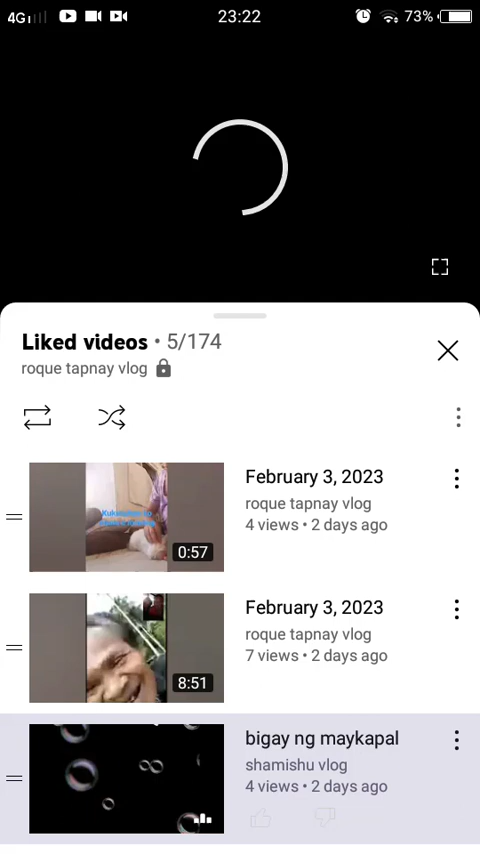 4G
23:22
73%
Liked videos • 5/174
roque tapnay vlog
0:57
February 3, 2023
roque tapnay vlog
4 views • 2 days ago
8:51
February 3, 2023
roque tapnay vlog
7 views • 2 days ago
bigay ng maykapal
shamishu vlog
4 views • 2 days ago